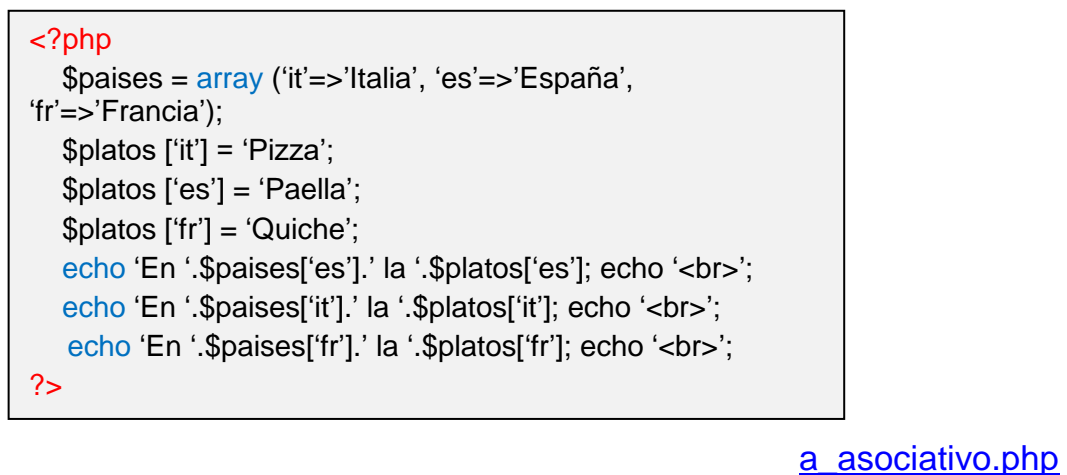 <?php
$paises = array (‘it’=>’Italia’, ‘es’=>’España’,
‘fr’=>’Francia’);
$platos [‘it’] = ‘Pizza’;
$platos [‘es’] = ‘Paella’;
$platos [‘fr’] = ‘Quiche’;
echo ‘En ‘.$paises[‘es’].’ la ‘.$platos[‘es’]; echo ‘<br>’;
echo ‘En ‘.$paises[‘it’].’ la ‘.$platos[‘it’]; echo ‘<br>’;
echo ‘En ‘.$paises[‘fr’].’ la ‘.$platos[‘fr’]; echo ‘<br>’;
?>
a_asociativo.php